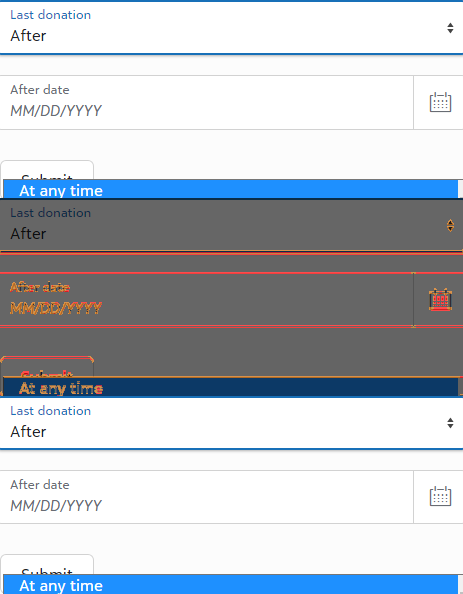 Last donation
After
After date
MM/DD/YYYY
Submit
At any time
Last donation
After
After date
MM/DD/YYYY
Submit
At any time
Last donation
After
After date
MM/DD/YYYY
Submit
At any time